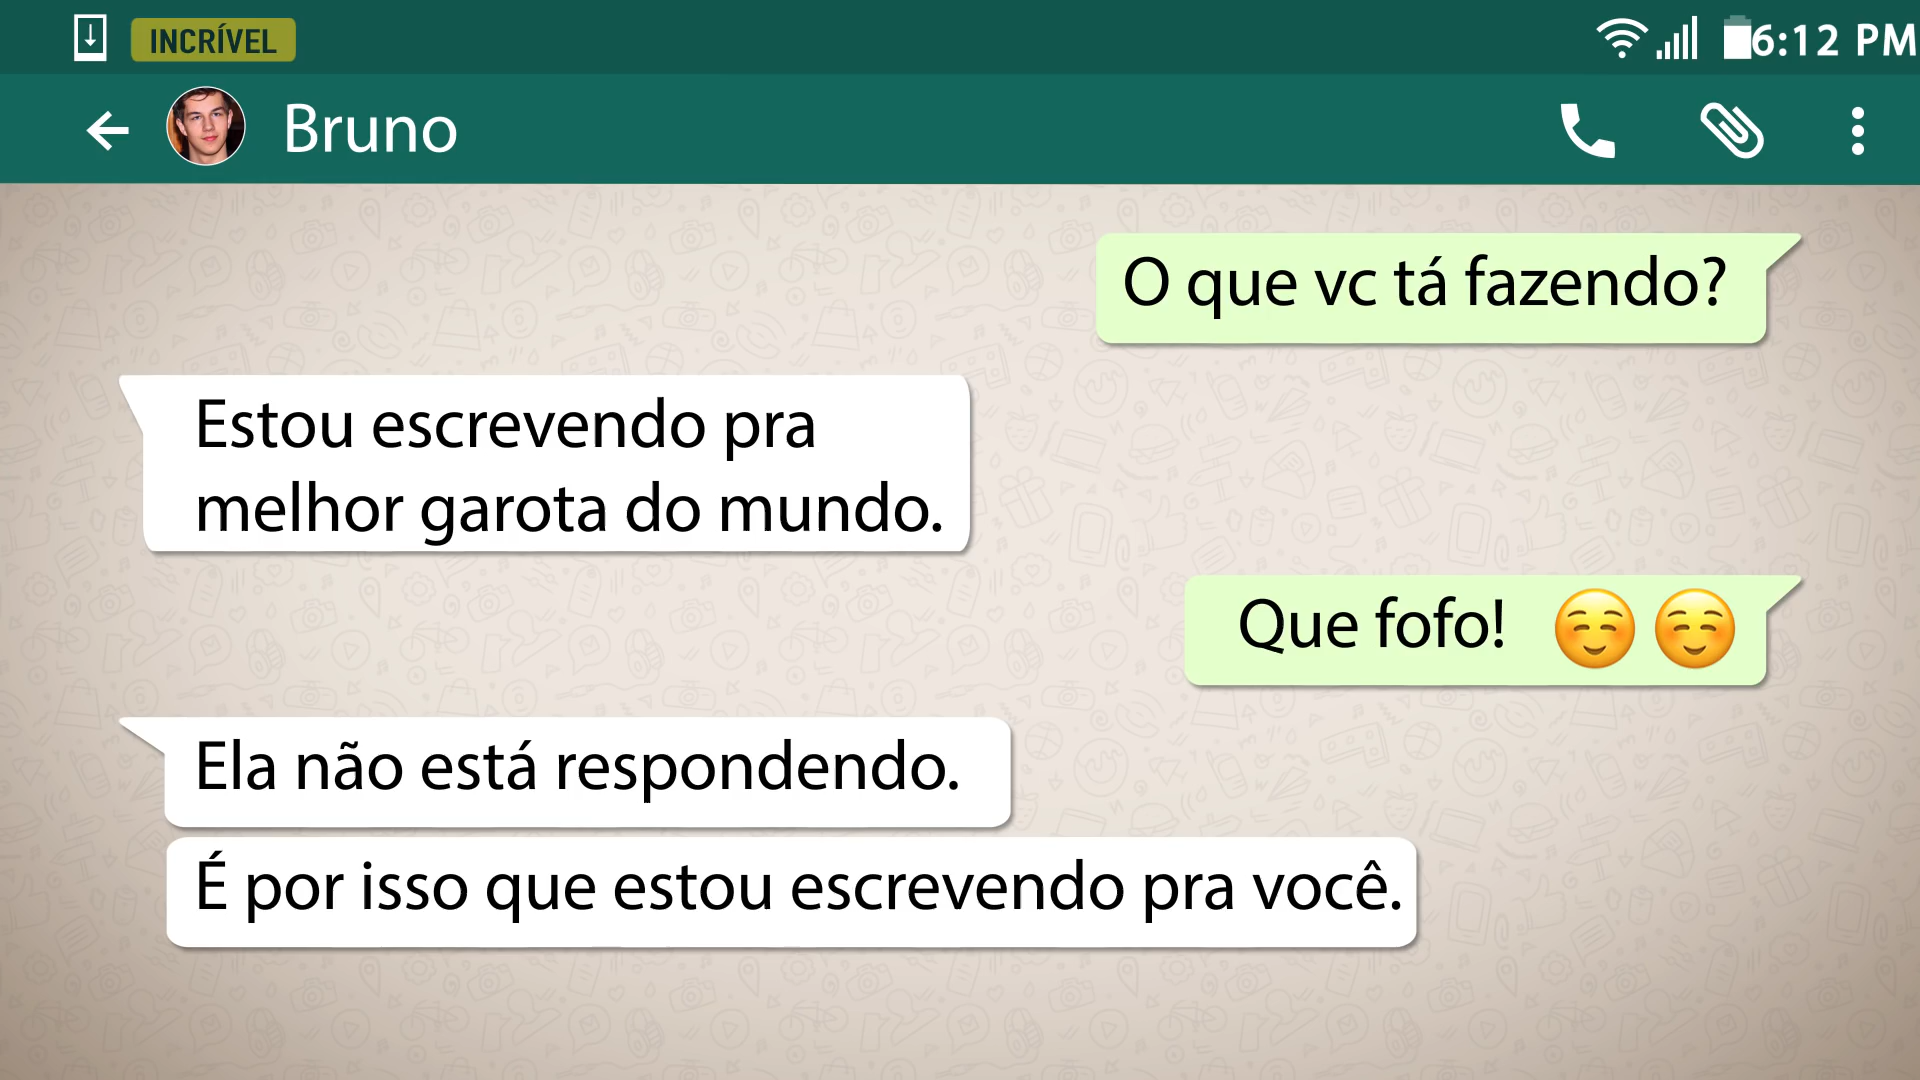 INCRÍVEL
6:12 PM
Bruno
O que vc tá fazendo?
Estou escrevendo pra
melhor garota do mundo.
Que fofo! ☺️ ☺️
Ela não está respondendo.
É por isso que estou escrevendo pra você.